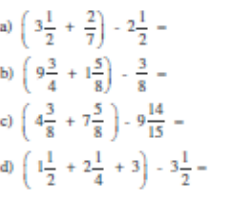 a) ( 3 1/2 + 2/7 ) - 2 1/2 =
b) ( 9 3/4 + 1 5/8 ) - 3/8 =
c) ( 4 3/8 + 7 5/8 ) - 9 14/15 =
d) ( 1 1/2 + 2 1/4 + 3 ) - 3 1/2 =